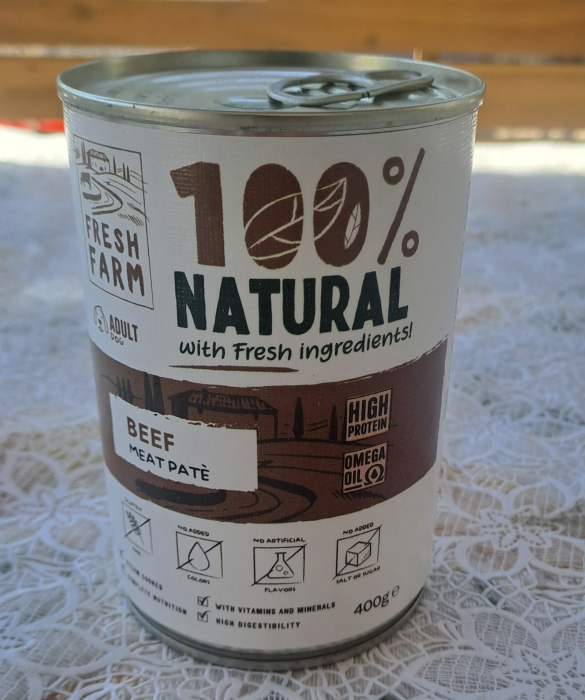 100%
NATURAL
with Fresh ingredients!
FRESH
FARM
ADULT
DOG
BEEF
MEAT PATÈ
HIGH
PROTEIN
OMEGA
OIL
NO ADDED
COLORS
NO ARTIFICIAL
FLAVORS
NO ADDED
SALT OR SUGAR
NUTRITION
WITH VITAMINS AND MINERALS
HIGH DIGESTIBILITY
400g e